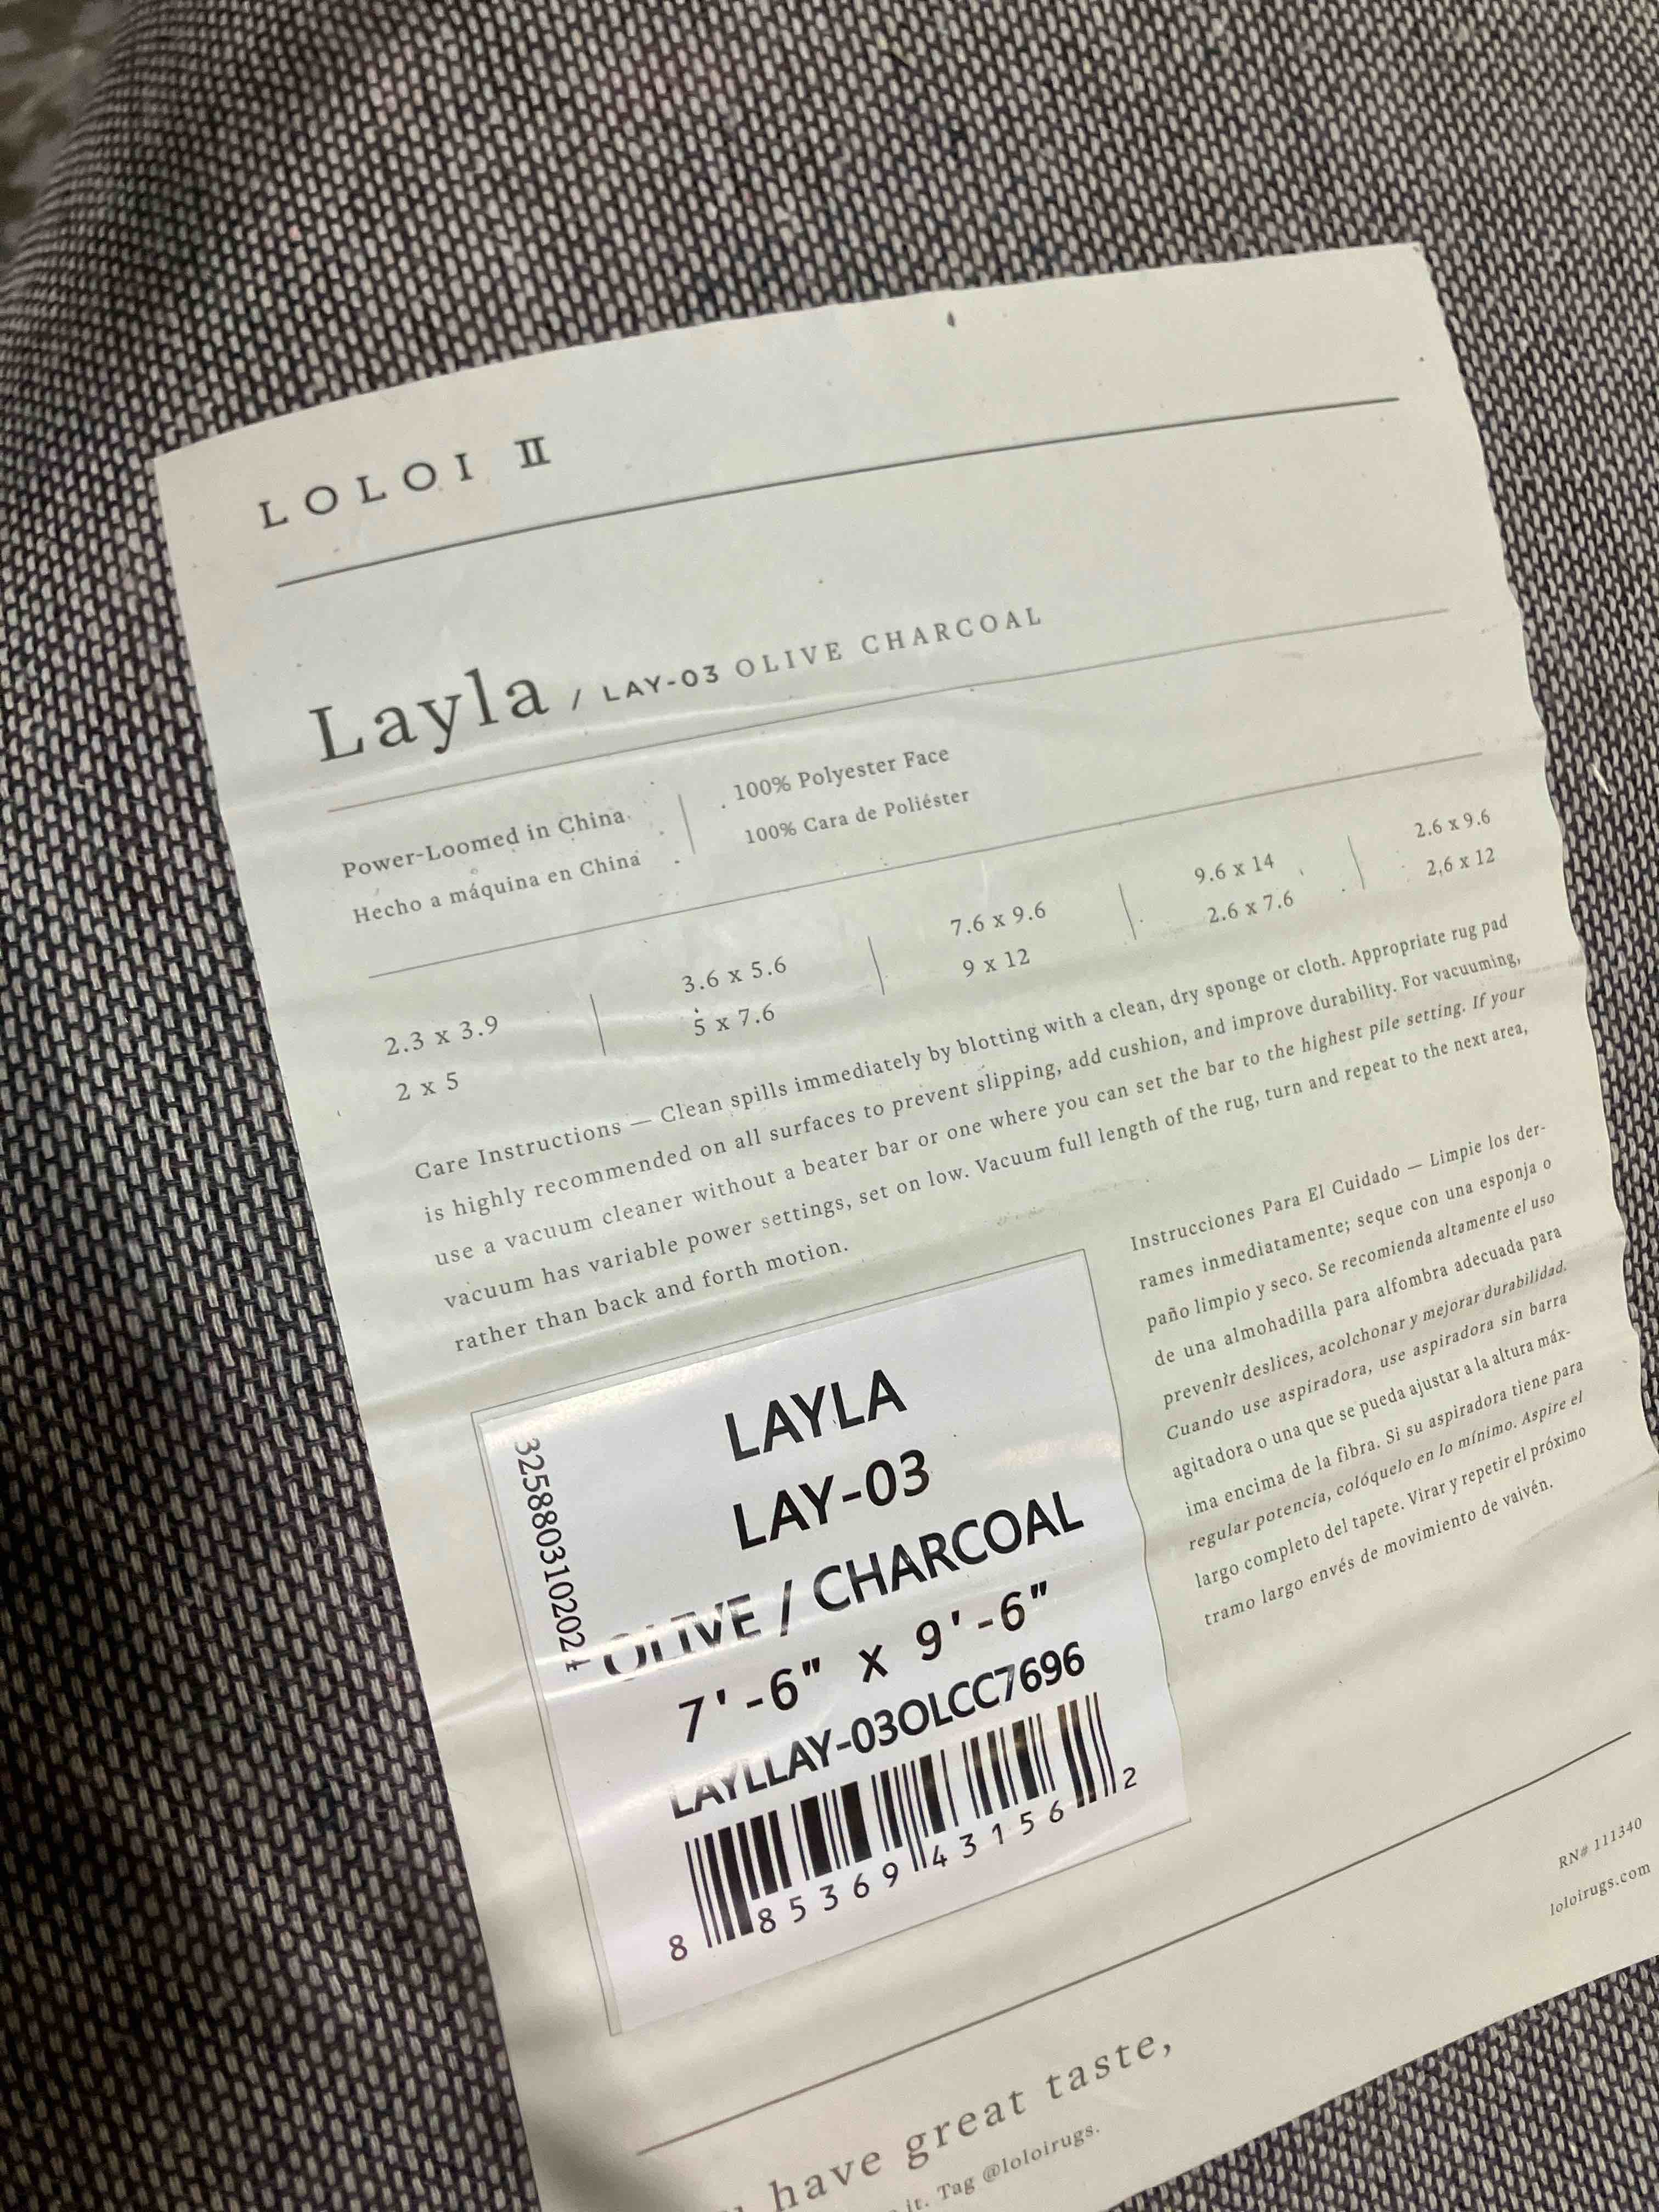 LOLOI II
Layla / LAY-03 OLIVE CHARCOAL
Power-Loomed in China
Hecho a máquina en China
100% Polyester Face
100% Cara de Poliéster
2.3 x 3.9
2 x 5
3.6 x 5.6
5 x 7.6
7.6 x 9.6
9 x 12
9.6 x 14
2.6 x 7.6
2.6 x 9.6
2.6 x 12
Care Instructions — Clean spills immediately by blotting with a clean, dry sponge or cloth. Appropriate rug pad
is highly recommended on all surfaces to prevent slipping, add cushion, and improve durability. For vacuuming,
use a vacuum cleaner without a beater bar or one where you can set the bar to the highest pile setting. If your
vacuum has variable power settings, set on low. Vacuum full length of the rug, turn and repeat to the next area,
rather than back and forth motion.
Instrucciones Para El Cuidado — Limpie los der-
rames inmediatamente; seque con una esponja o
paño limpio y seco. Se recomienda altamente el uso
de una almohadilla para alfombra adecuada para
prevenir deslices, acolchonar y mejorar durabilidad.
Cuando use aspiradora, use aspiradora sin barra
agitadora o una que se pueda ajustar a la altura máx-
ima encima de la fibra. Si su aspiradora tiene para
regular potencia, colóquelo en lo mínimo. Aspire el
largo completo del tapete. Virar y repetir el próximo
tramo largo envés de movimiento de vaivén.
3258803102024
LAYLA
LAY-03
OLIVE / CHARCOAL
7'-6" x 9'-6"
LAYLLAY-03OLCC7696
8 85369 43156 2
RN# 111340
loloirugs.com
have great taste,
it. Tag @loloirugs.